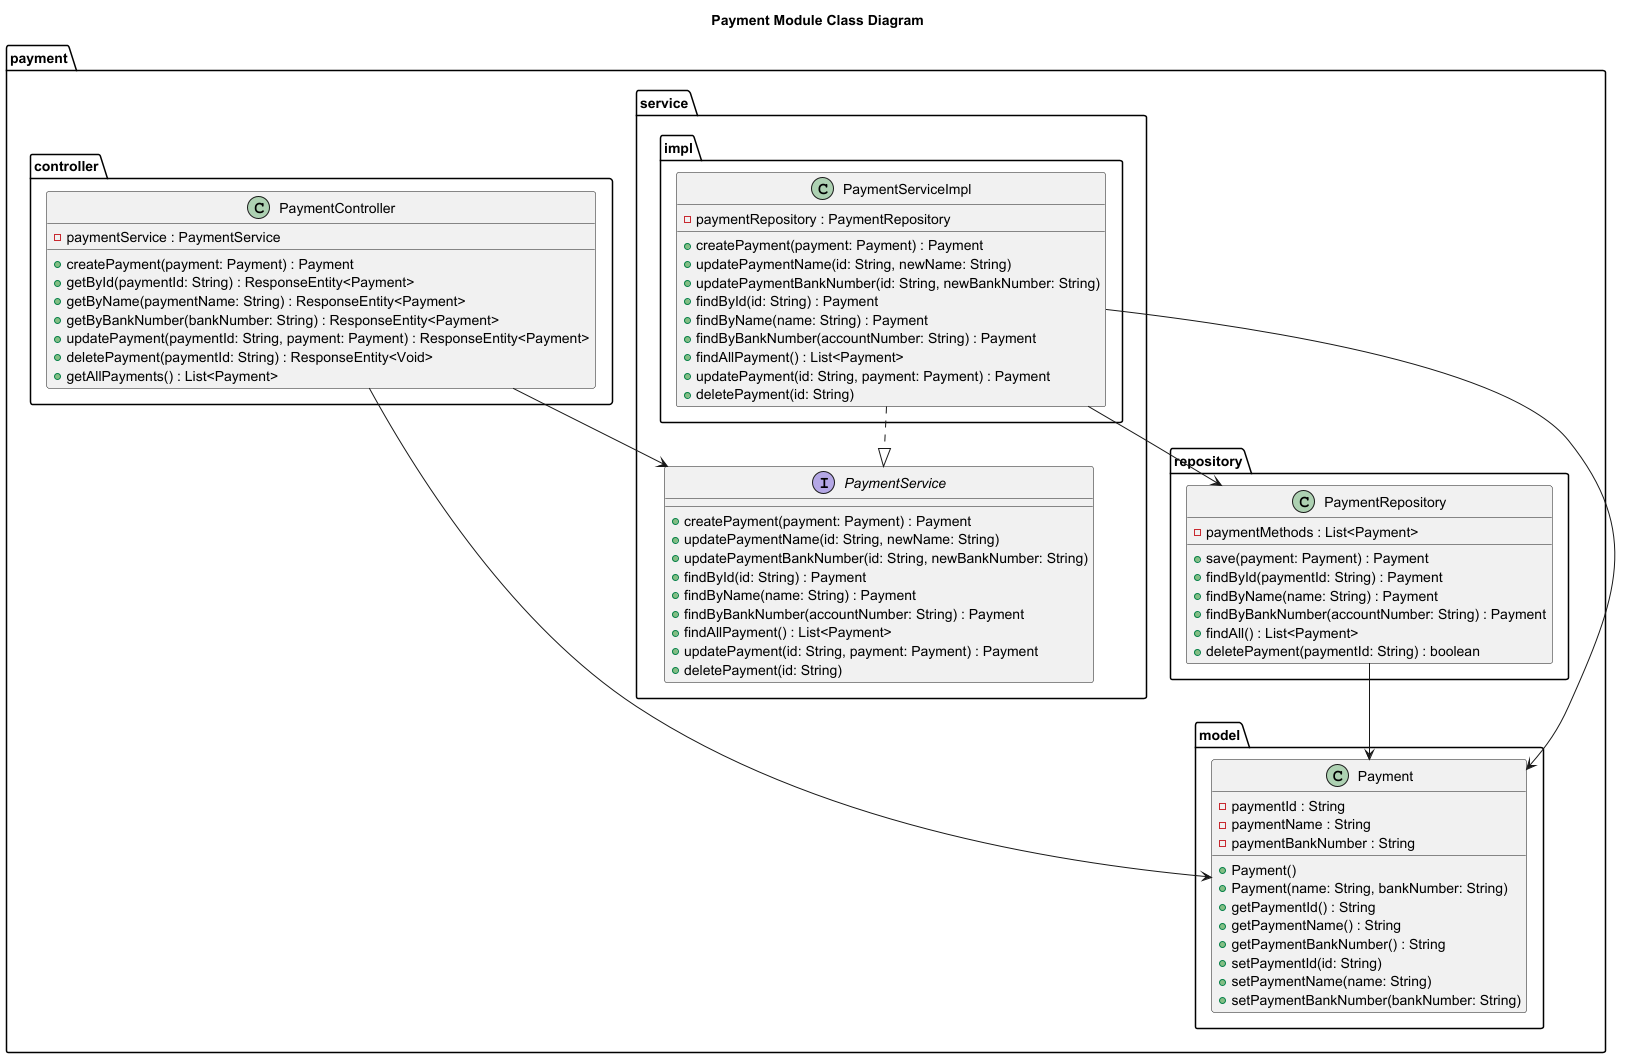 Payment Module Class Diagram
payment
controller
C PaymentController
paymentService : PaymentService
createPayment(payment: Payment) : Payment
getById(paymentId: String) : ResponseEntity<Payment>
getByName(paymentName: String) : ResponseEntity<Payment>
getByBankNumber(bankNumber: String) : ResponseEntity<Payment>
updatePayment(paymentId: String, payment: Payment) : ResponseEntity<Payment>
deletePayment(paymentId: String) : ResponseEntity<Void>
getAllPayments() : List<Payment>
service
impl
C PaymentServiceImpl
paymentRepository : PaymentRepository
createPayment(payment: Payment) : Payment
updatePaymentName(id: String, newName: String)
updatePaymentBankNumber(id: String, newBankNumber: String)
findById(id: String) : Payment
findByName(name: String) : Payment
findByBankNumber(accountNumber: String) : Payment
findAllPayment() : List<Payment>
updatePayment(id: String, payment: Payment) : Payment
deletePayment(id: String)
I PaymentService
createPayment(payment: Payment) : Payment
updatePaymentName(id: String, newName: String)
updatePaymentBankNumber(id: String, newBankNumber: String)
findById(id: String) : Payment
findByName(name: String) : Payment
findByBankNumber(accountNumber: String) : Payment
findAllPayment() : List<Payment>
updatePayment(id: String, payment: Payment) : Payment
deletePayment(id: String)
repository
C PaymentRepository
paymentMethods : List<Payment>
save(payment: Payment) : Payment
findById(paymentId: String) : Payment
findByName(name: String) : Payment
findByBankNumber(accountNumber: String) : Payment
findAll() : List<Payment>
deletePayment(paymentId: String) : boolean
model
C Payment
paymentId : String
paymentName : String
paymentBankNumber : String
Payment()
Payment(name: String, bankNumber: String)
getPaymentId() : String
getPaymentName() : String
getPaymentBankNumber() : String
setPaymentId(id: String)
setPaymentName(name: String)
setPaymentBankNumber(bankNumber: String)